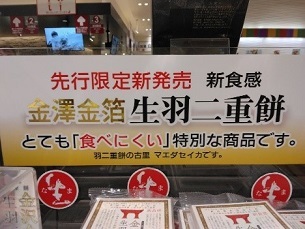 先行限定新発売 新食感
金澤金箔 生羽二重餅
とても「食べにくい」特別な商品です。
羽二重餅の古里 マエダセイカです。